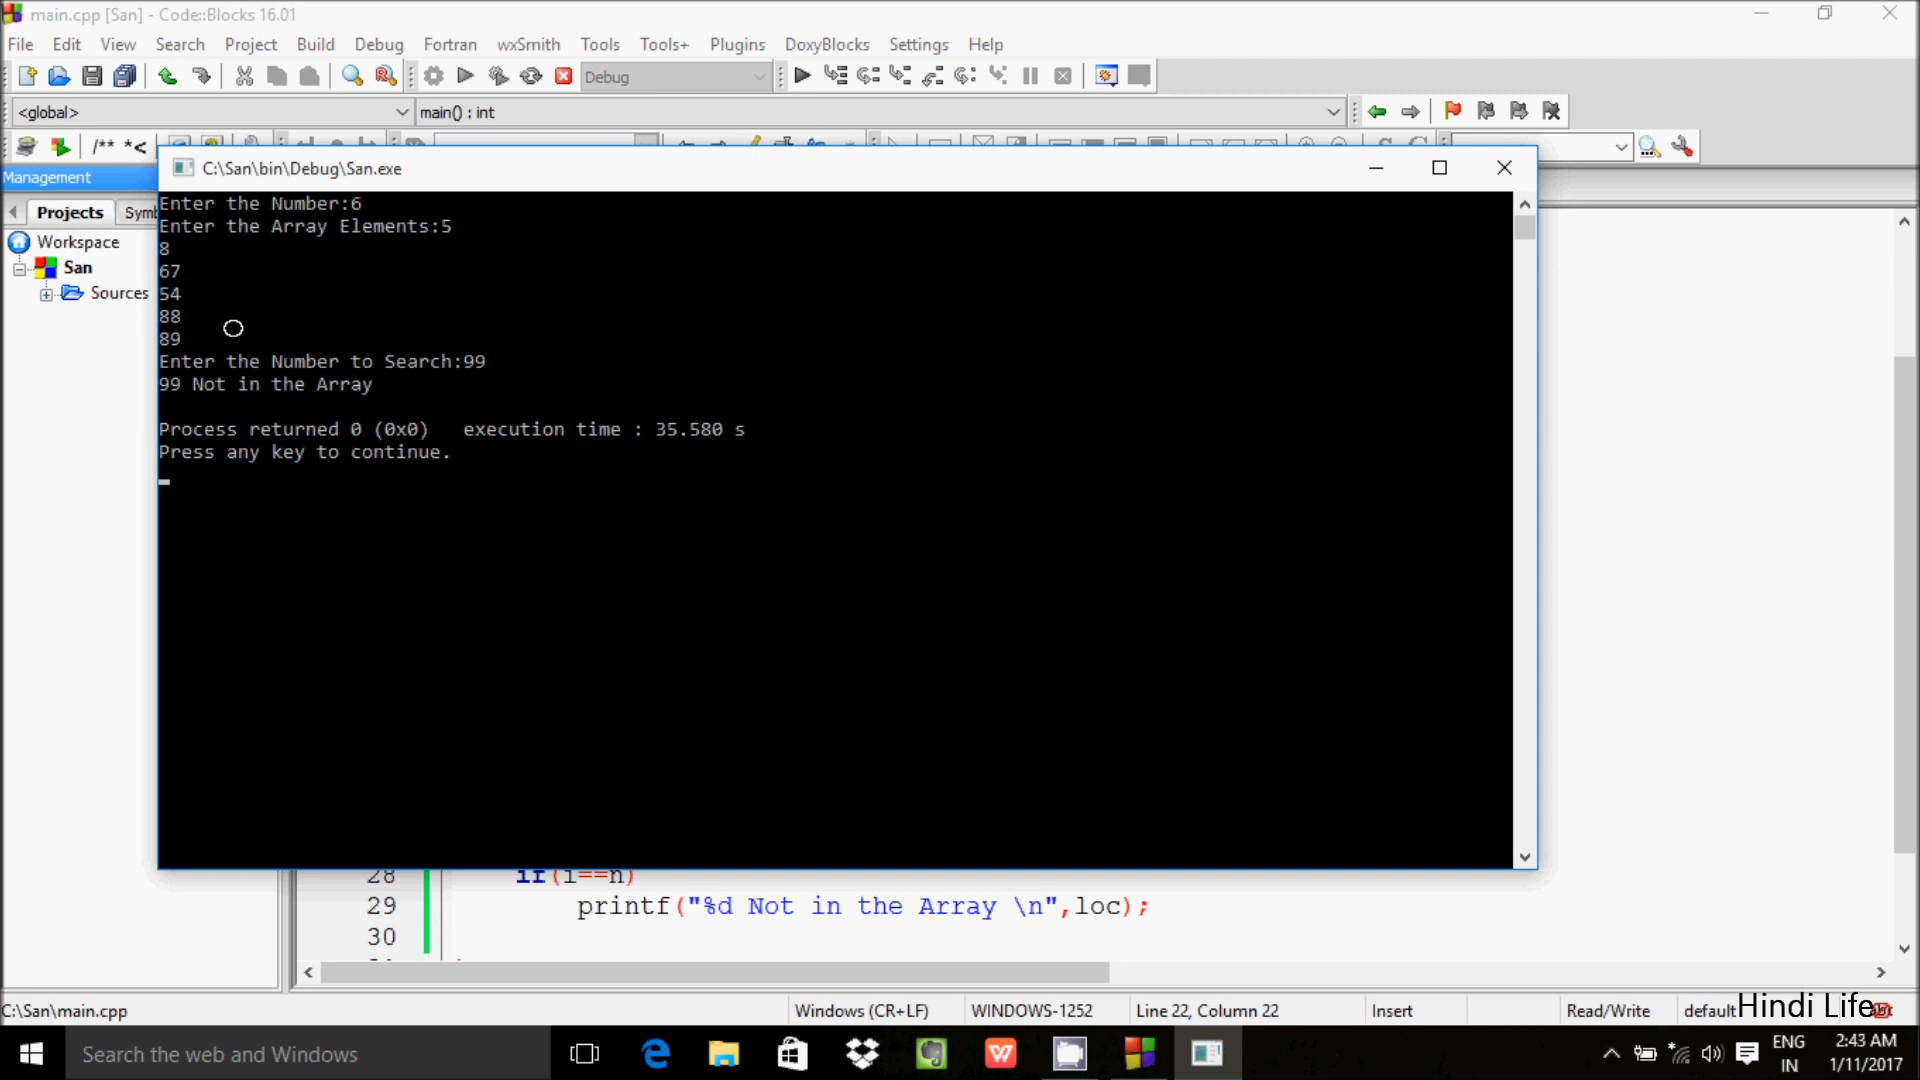 main.cpp [San] - Code::Blocks 16.01
File Edit View Search Project Build Debug Fortran wxSmith Tools Tools+ Plugins DoxyBlocks Settings Help
Debug
<global> main() : int
/** *<
Management
C:\San\bin\Debug\San.exe
Projects
Workspace
San
Sources
Enter the Number:6
Enter the Array Elements:5
8
67
54
88
89
Enter the Number to Search:99
99 Not in the Array
Process returned 0 (0x0)   execution time : 35.580 s
Press any key to continue.
28 if(i==n)
29 printf("%d Not in the Array \n",loc);
30
C:\San\main.cpp Windows (CR+LF) WINDOWS-1252 Line 22, Column 22 Insert Read/Write default
Hindi Life
Search the web and Windows
ENG
IN
2:43 AM
1/11/2017